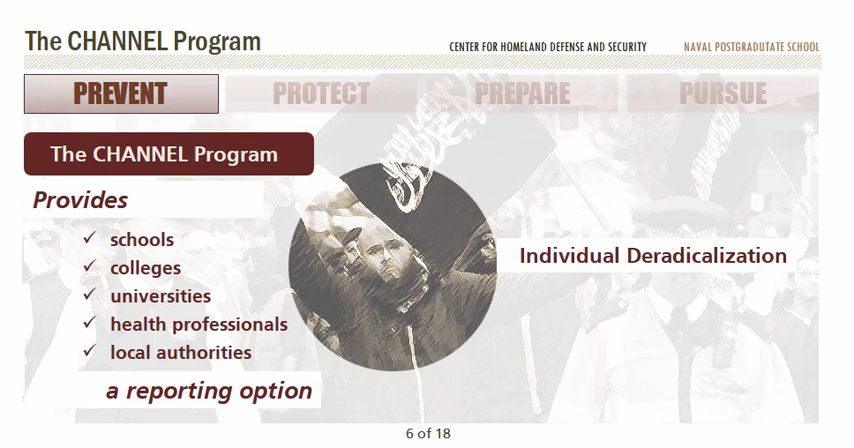 The CHANNEL Program
CENTER FOR HOMELAND DEFENSE AND SECURITY NAVAL POSTGRADUTATE SCHOOL
PREVENT PROTECT PREPARE PURSUE
The CHANNEL Program
Provides
✓ schools
✓ colleges
✓ universities
✓ health professionals
✓ local authorities
a reporting option
Individual Deradicalization
6 of 18